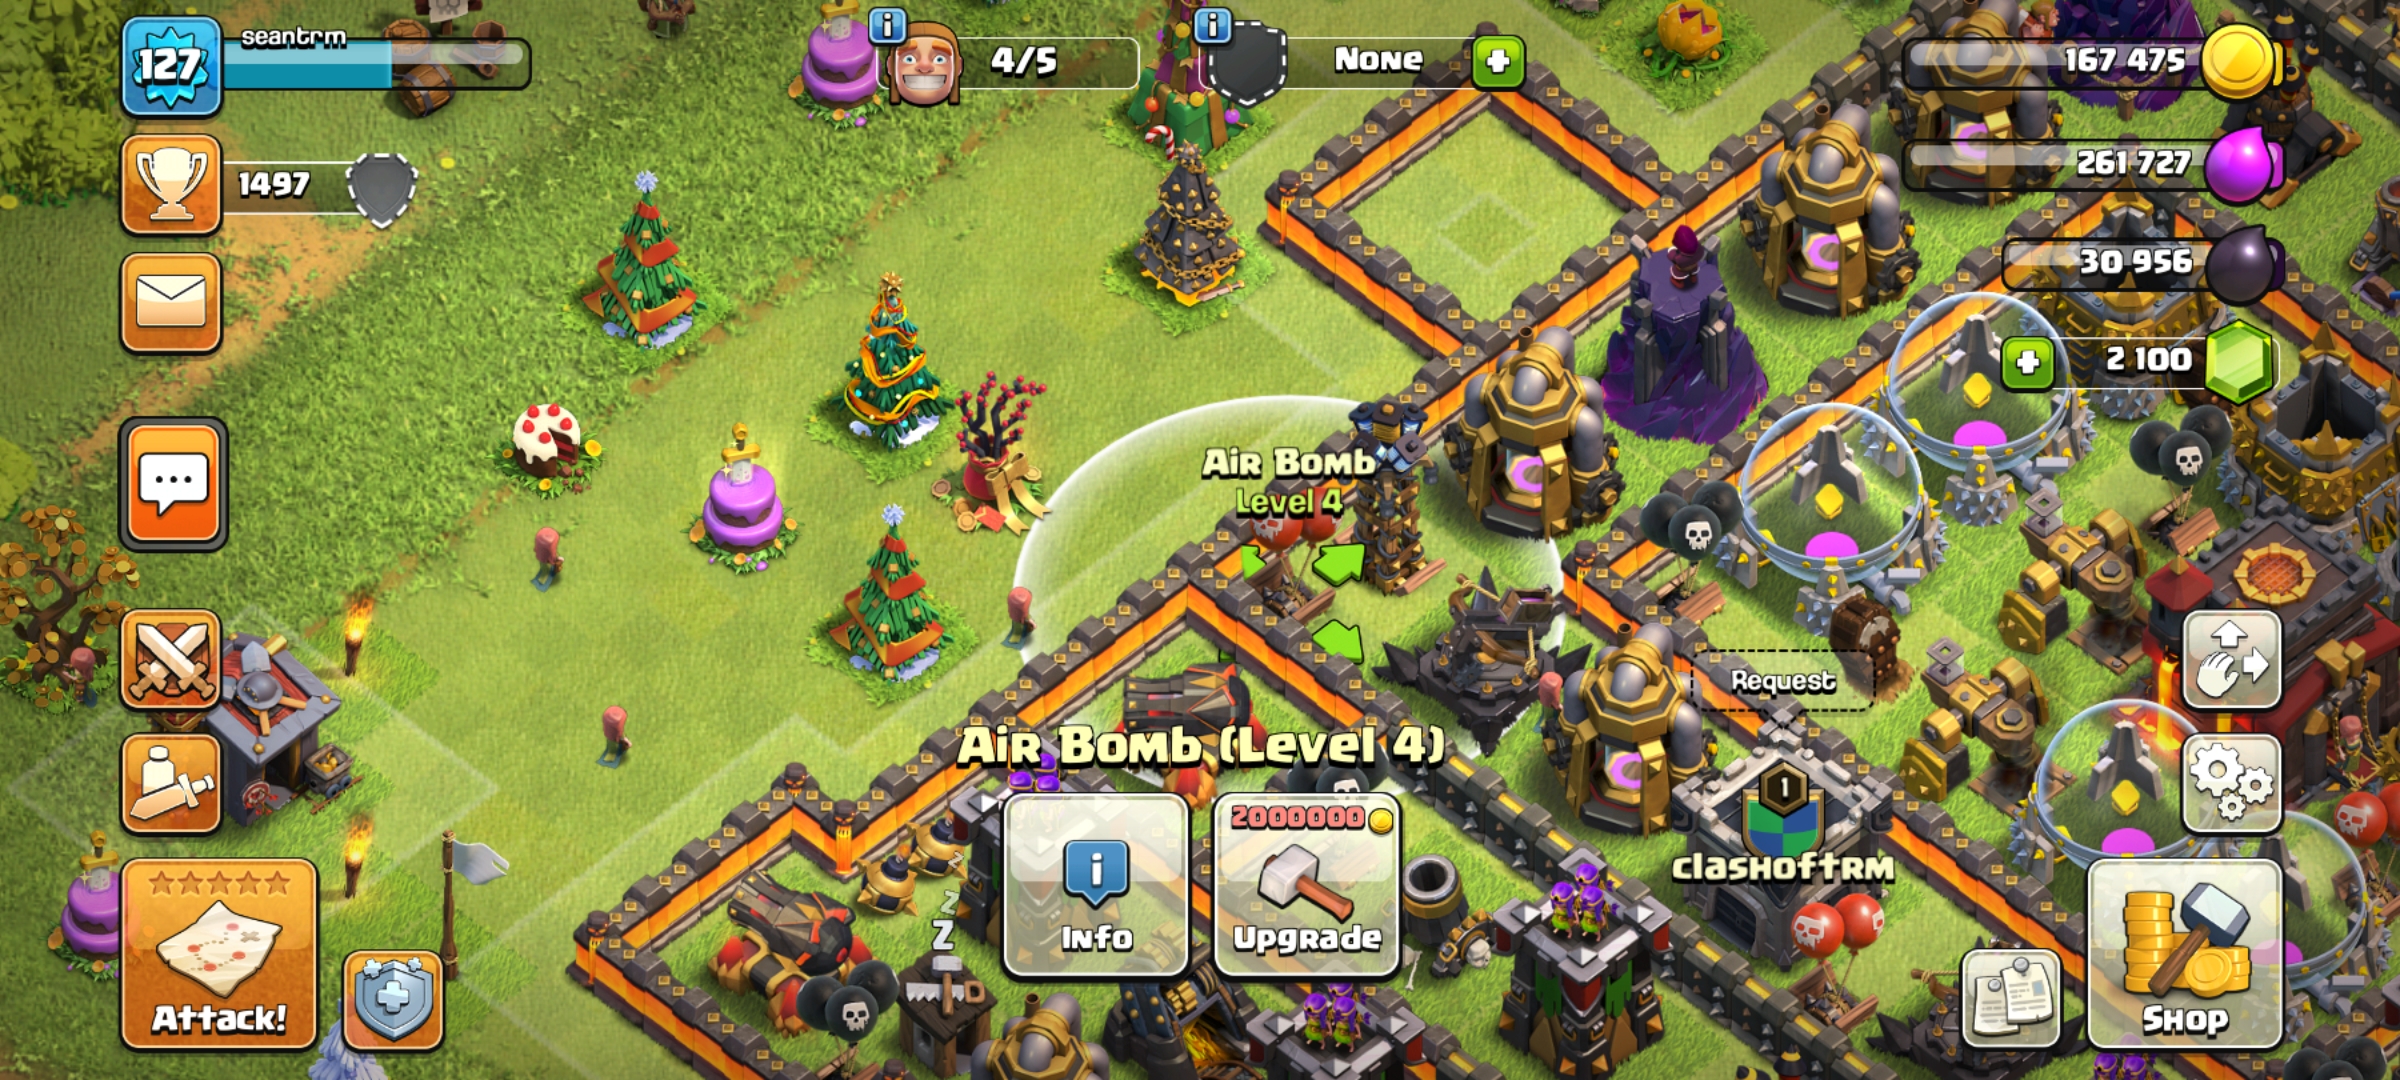 127
seantrm
4/5
None
167 475
1497
261 727
30 956
2 100
Air Bomb
Level 4
Request
Air Bomb (Level 4)
1
clashoftrm
2000000
Info
Upgrade
z
Z
Z
Attack!
Shop